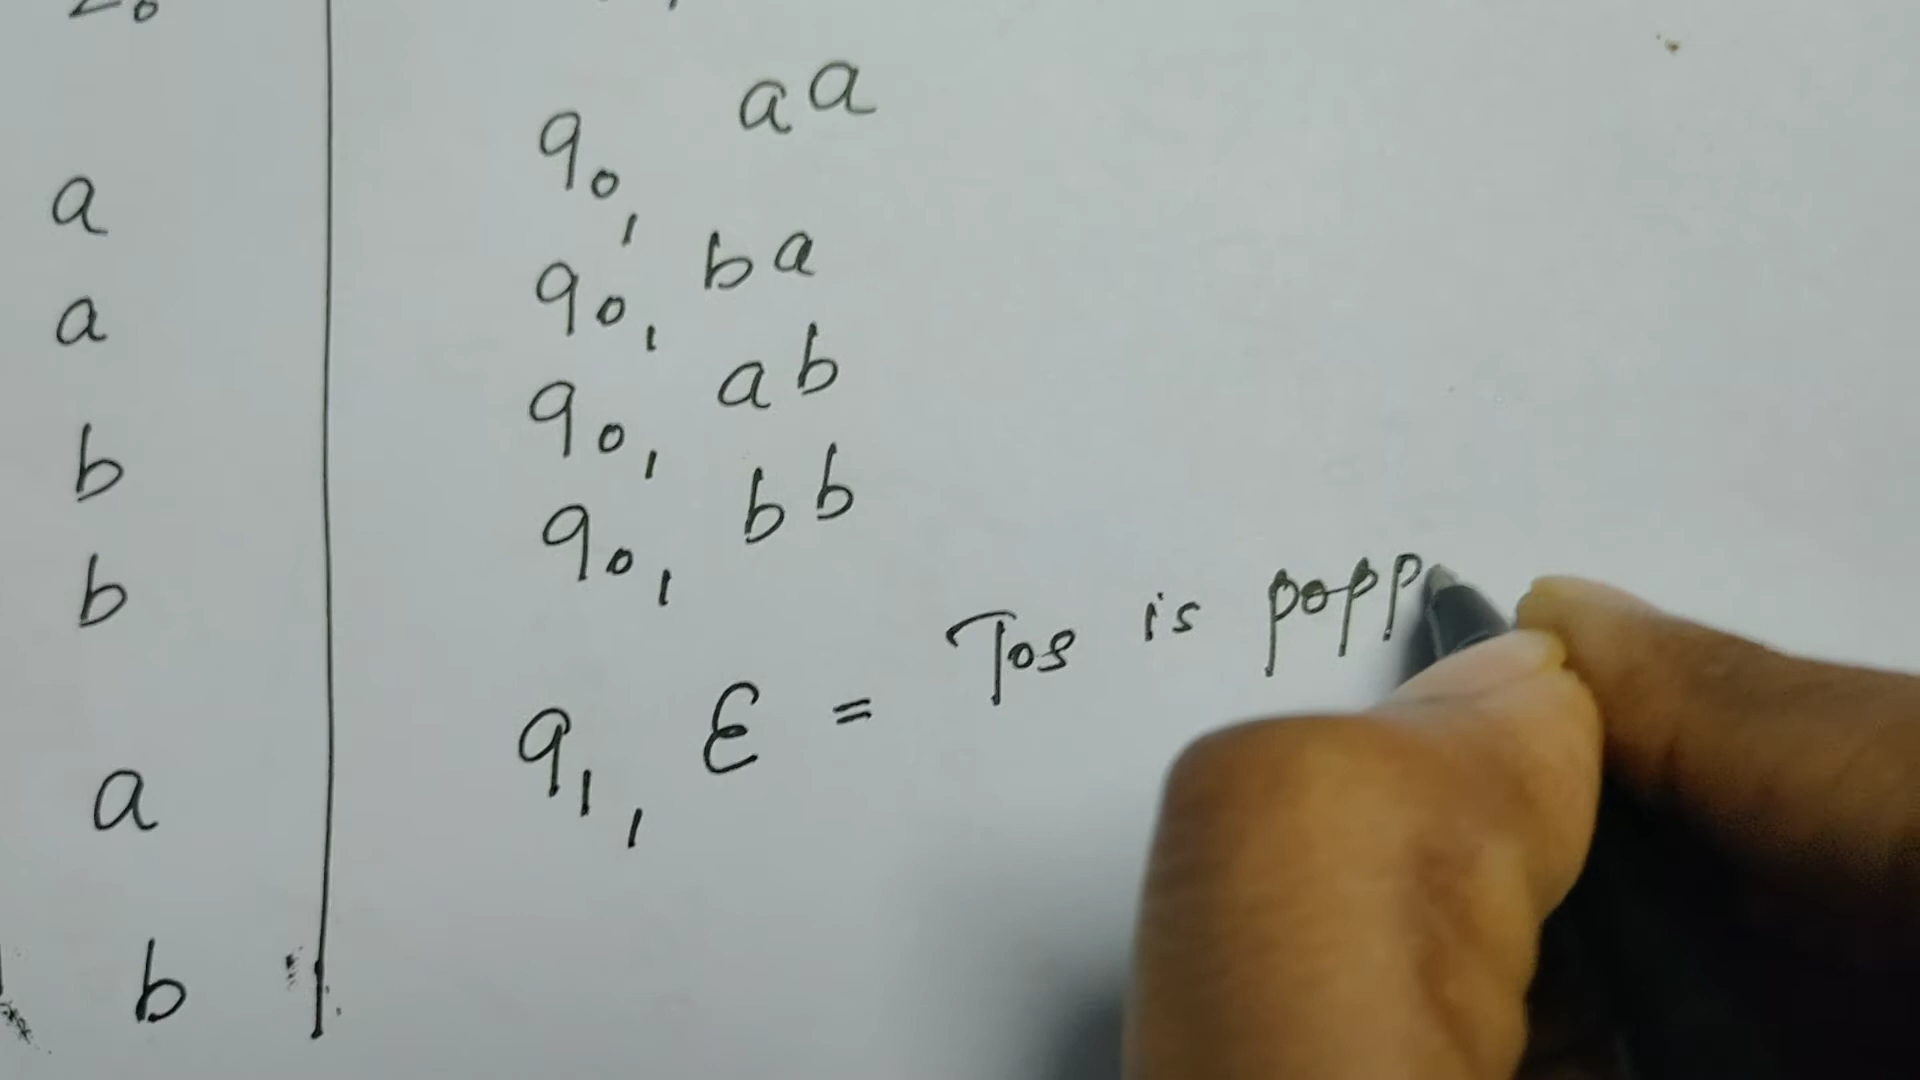 a q₀, aa
a q₀, ba
b q₀, ab
b q₀, bb
a q₁, Ɛ = Tos is popp
b